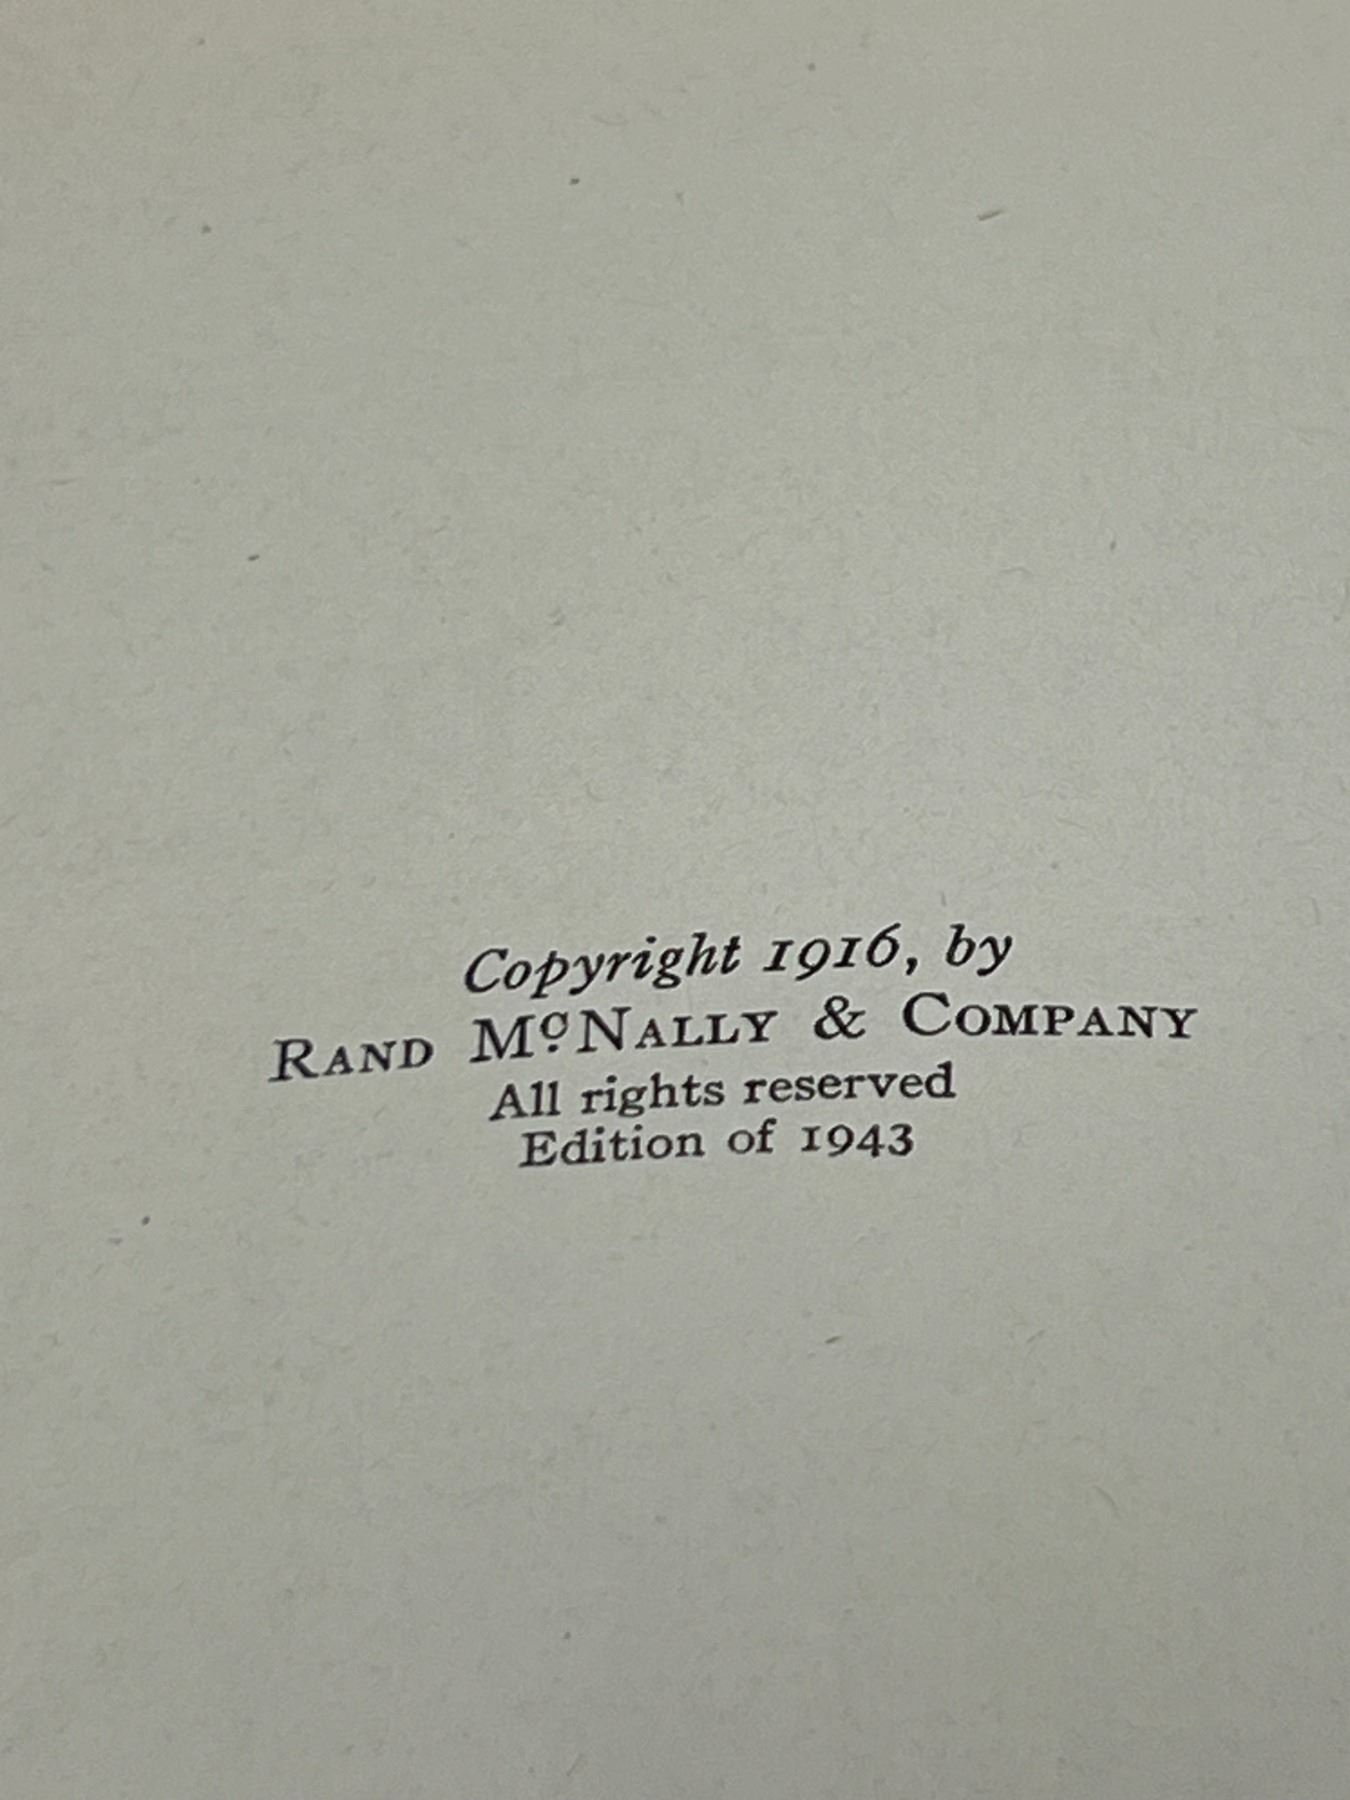 Copyright 1916, by
RAND McNALLY & COMPANY
All rights reserved
Edition of 1943